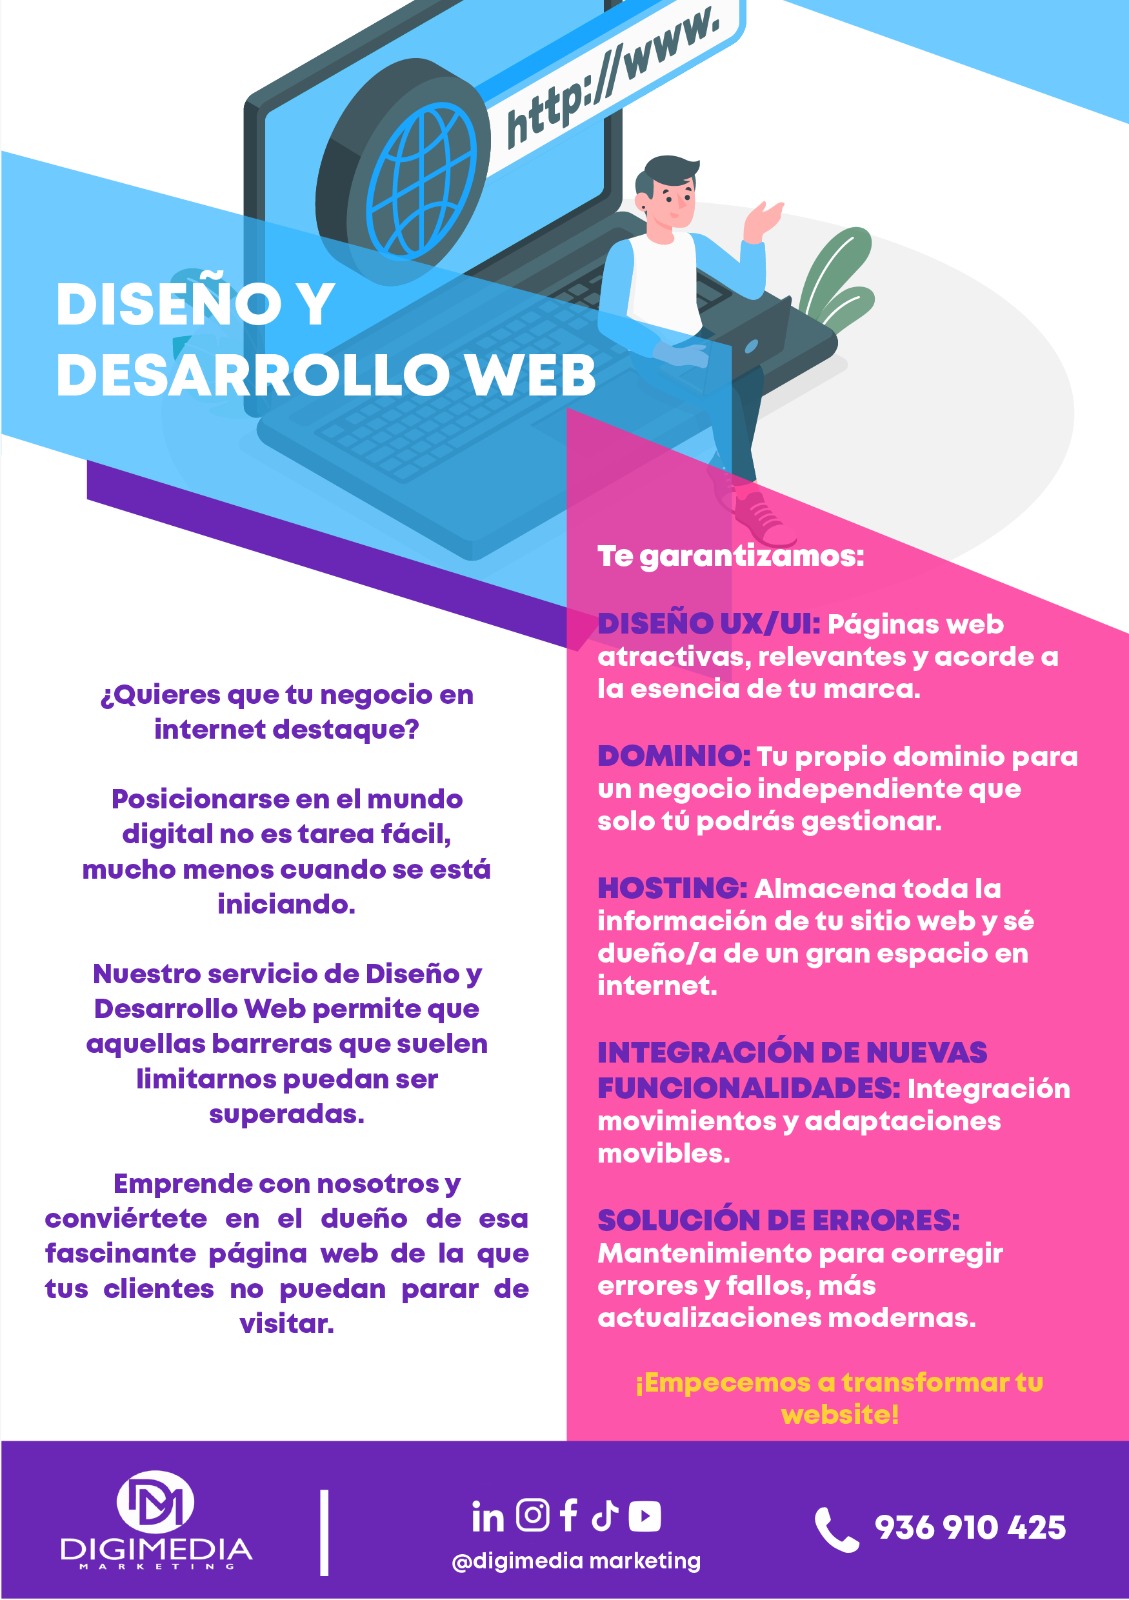 http://www.
DISEÑO Y
DESARROLLO WEB
¿Quieres que tu negocio en
internet destaque?
Posicionarse en el mundo
digital no es tarea fácil,
mucho menos cuando se está
iniciando.
Nuestro servicio de Diseño y
Desarrollo Web permite que
aquellas barreras que suelen
limitarnos puedan ser
superadas.
Emprende con nosotros y
conviértete en el dueño de esa
fascinante página web de la que
tus clientes no puedan parar de
visitar.
Te garantizamos:
DISEÑO UX/UI: Páginas web
atractivas, relevantes y acorde a
la esencia de tu marca.
DOMINIO: Tu propio dominio para
un negocio independiente que
solo tú podrás gestionar.
HOSTING: Almacena toda la
información de tu sitio web y sé
dueño/a de un gran espacio en
internet.
INTEGRACIÓN DE NUEVAS
FUNCIONALIDADES: Integración
movimientos y adaptaciones
movibles.
SOLUCIÓN DE ERRORES:
Mantenimiento para corregir
errores y fallos, más
actualizaciones modernas.
¡Empecemos a transformar tu
website!
DM
DIGIMEDIA
MARKETING
@digimedia marketing
936 910 425